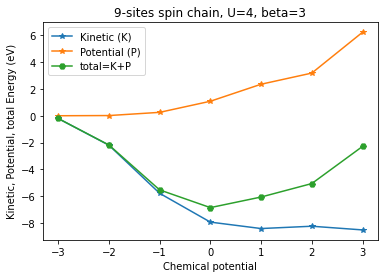 9-sites spin chain, U=4, beta=3
Kinetic (K)
Potential (P)
total=K+P
Kinetic, Potential, total Energy (eV)
6
4
2
0
−2
−4
−6
−8
−3 −2 −1 0 1 2 3
Chemical potential